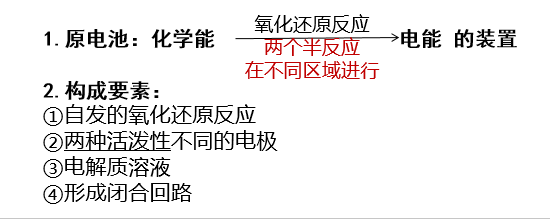 氧化还原反应
1.原电池：化学能 电能 的装置
两个半反应
在不同区域进行
2.构成要素：
①自发的氧化还原反应
②两种活泼性不同的电极
③电解质溶液
④形成闭合回路